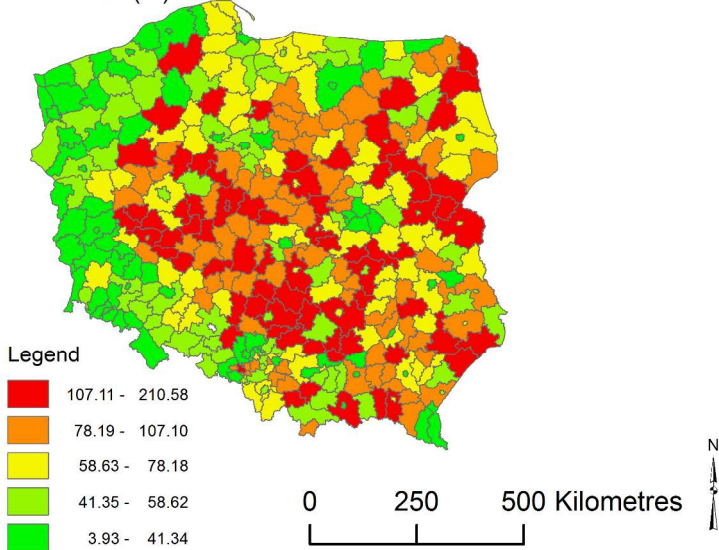 Legend
107.11 - 210.58
78.19 - 107.10
58.63 - 78.18
41.35 - 58.62
3.93 - 41.34
0 250 500 Kilometres
N